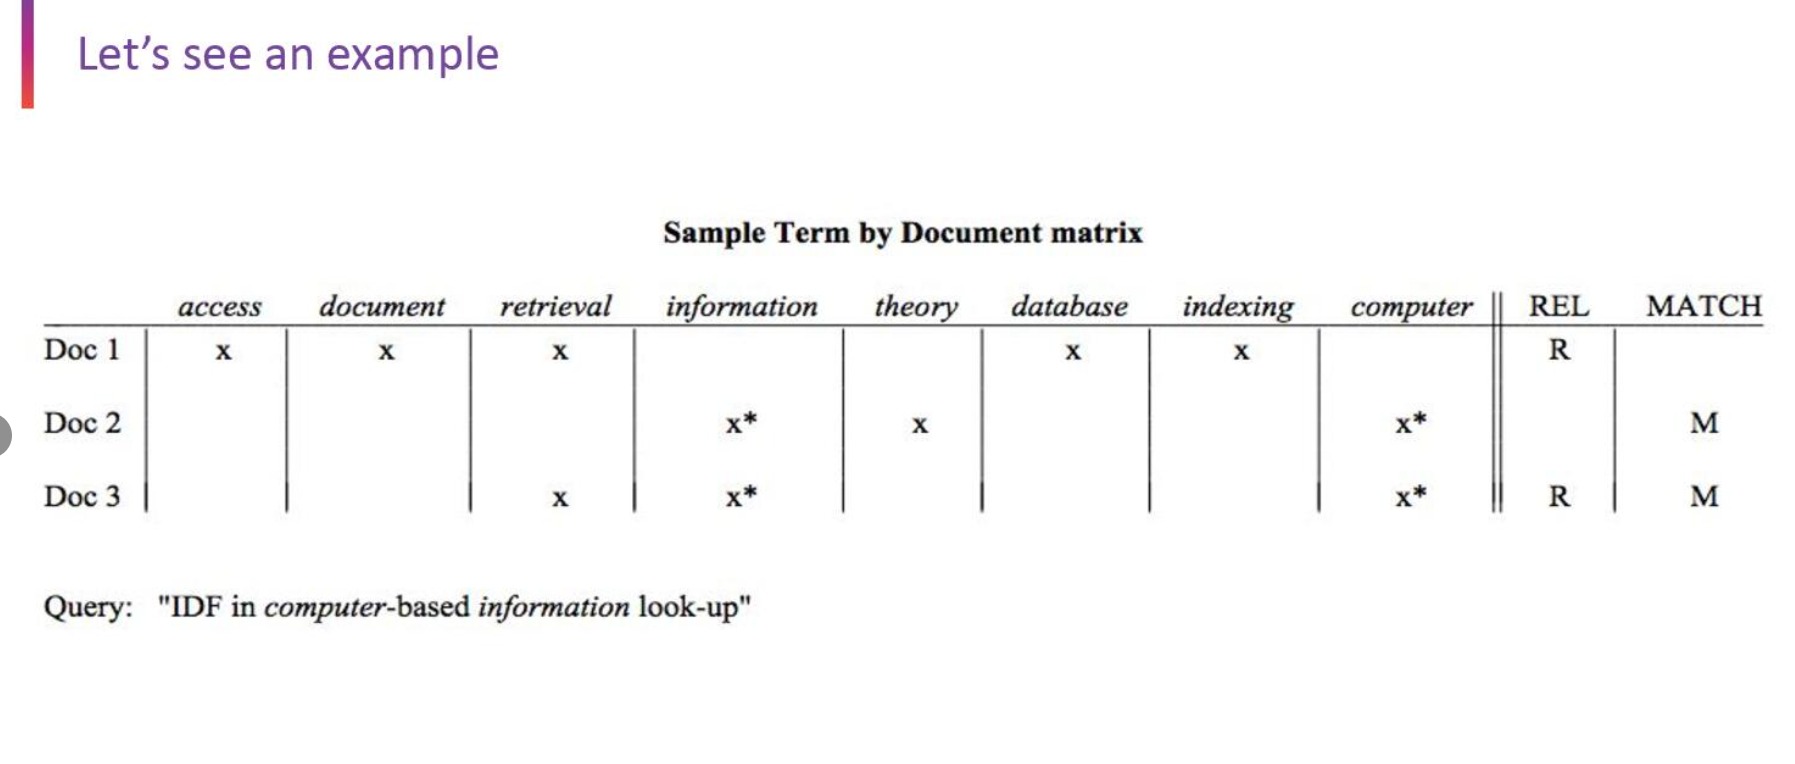 Let's see an example
Sample Term by Document matrix
access document retrieval information theory database indexing computer REL MATCH
Doc 1 x x x x x R
Doc 2 x* x x* M
Doc 3 x x* x* R M
Query: "IDF in computer-based information look-up"